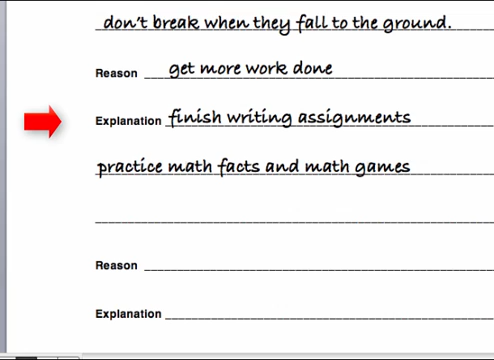 don't break when they fall to the ground.
Reason get more work done
Explanation finish writing assignments
practice math facts and math games
Reason
Explanation